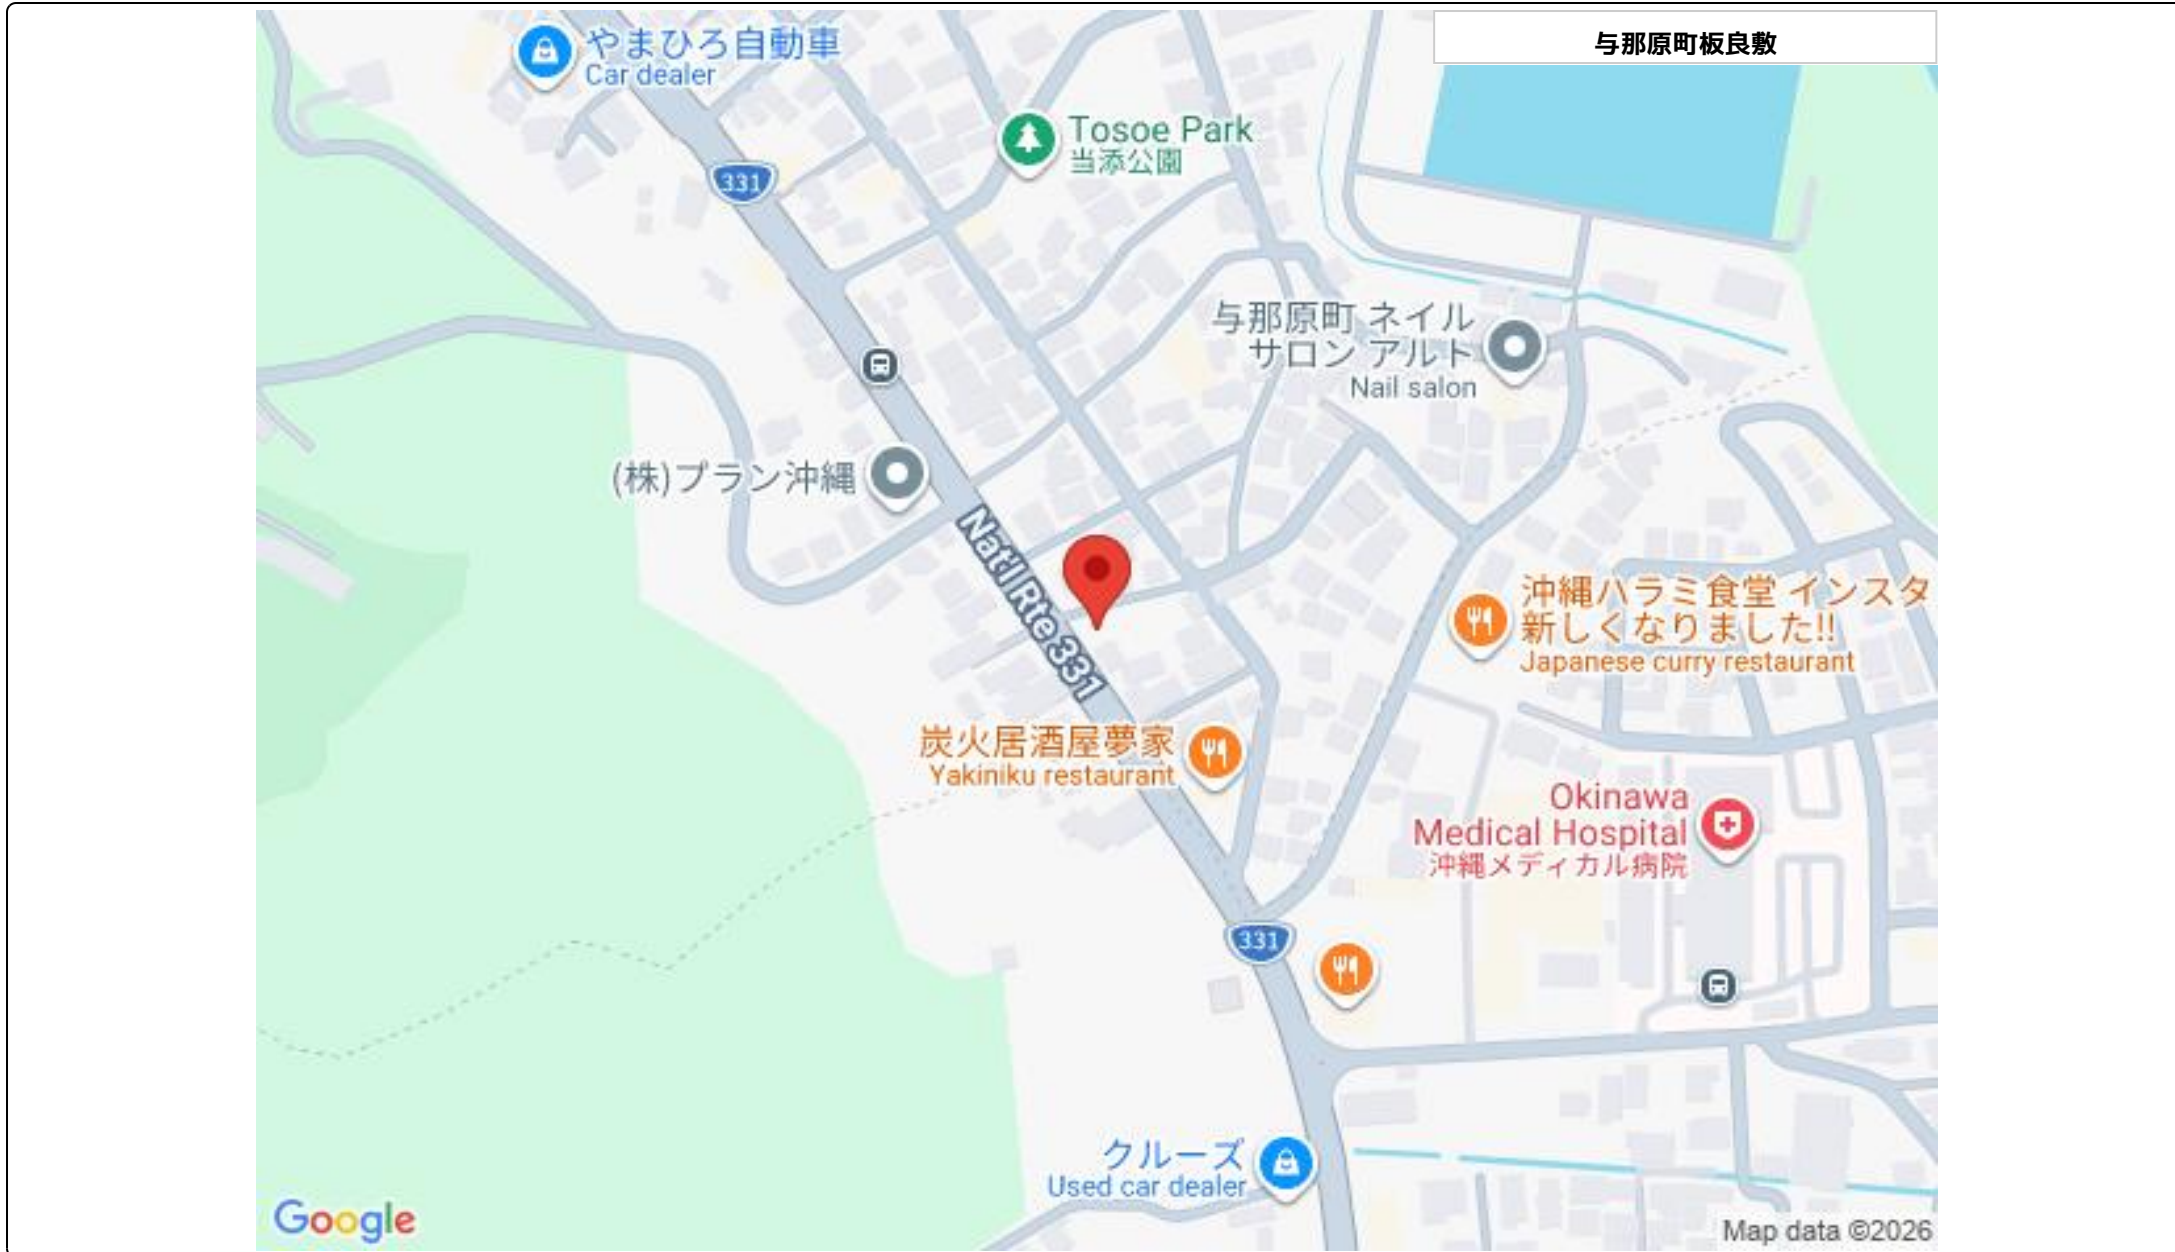 与那原町板良敷
やまひろ自動車
Car dealer
Tosoe Park
当添公園
331
与那原町 ネイル
サロン アルト
Nail salon
(株)プラン沖縄
Nat'l Rte 331
沖縄ハラミ食堂 インスタ
新しくなりました!!
Japanese curry restaurant
炭火居酒屋夢家
Yakiniku restaurant
Okinawa
Medical Hospital
沖縄メディカル病院
331
クルーズ
Used car dealer
Google
Map data ©2026